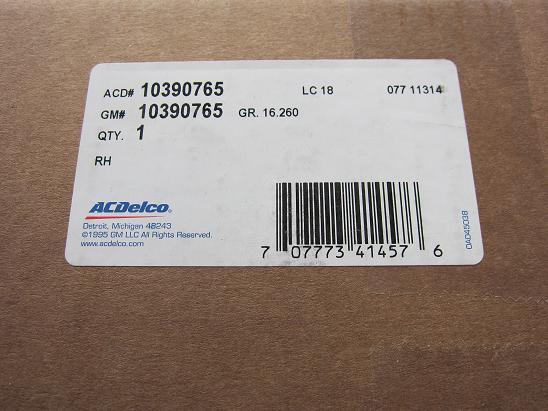 ACD# 10390765 LC 18 077 11314
GM# 10390765 GR. 16.260
QTY. 1
RH
ACDelco
Detroit, Michigan 48243
©1995 GM LLC All Rights Reserved.
www.acdelco.com
7 07773 41457 6
0AD45038